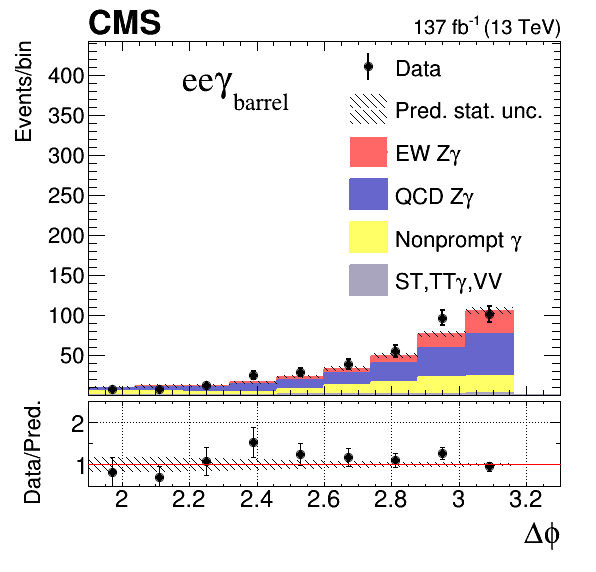 CMS
137 fb⁻¹ (13 TeV)
Events/bin
eeγ barrel
Data
Pred. stat. unc.
EW Zγ
QCD Zγ
Nonprompt γ
ST,TTγ,VV
400
350
300
250
200
150
100
50
Data/Pred.
2
1
2 2.2 2.4 2.6 2.8 3 3.2
Δϕ